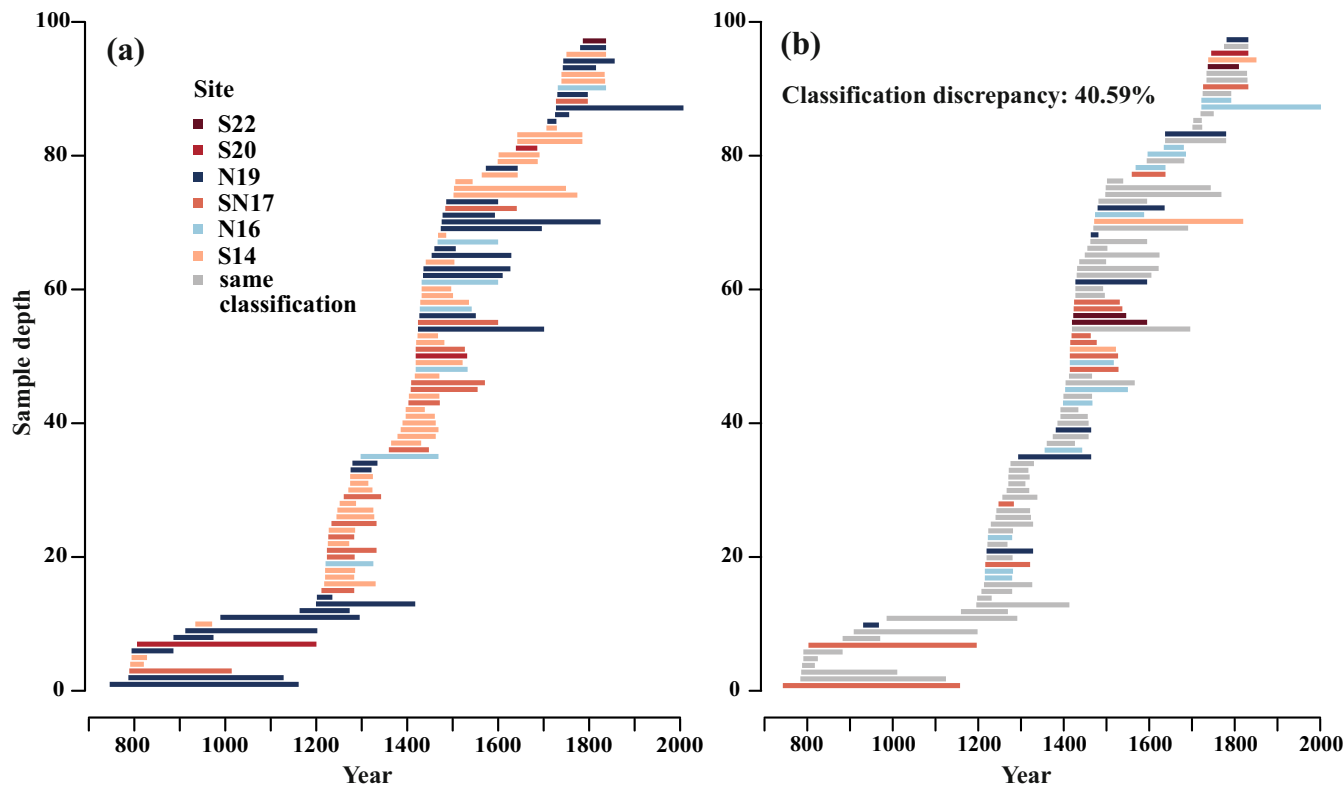 (a)
Site
S22
S20
N19
SN17
N16
S14
same
classification
Sample depth
100
80
60
40
20
0
800
1000
1200
1400
1600
1800
2000
Year
(b)
Classification discrepancy: 40.59%
100
80
60
40
20
0
800
1000
1200
1400
1600
1800
2000
Year